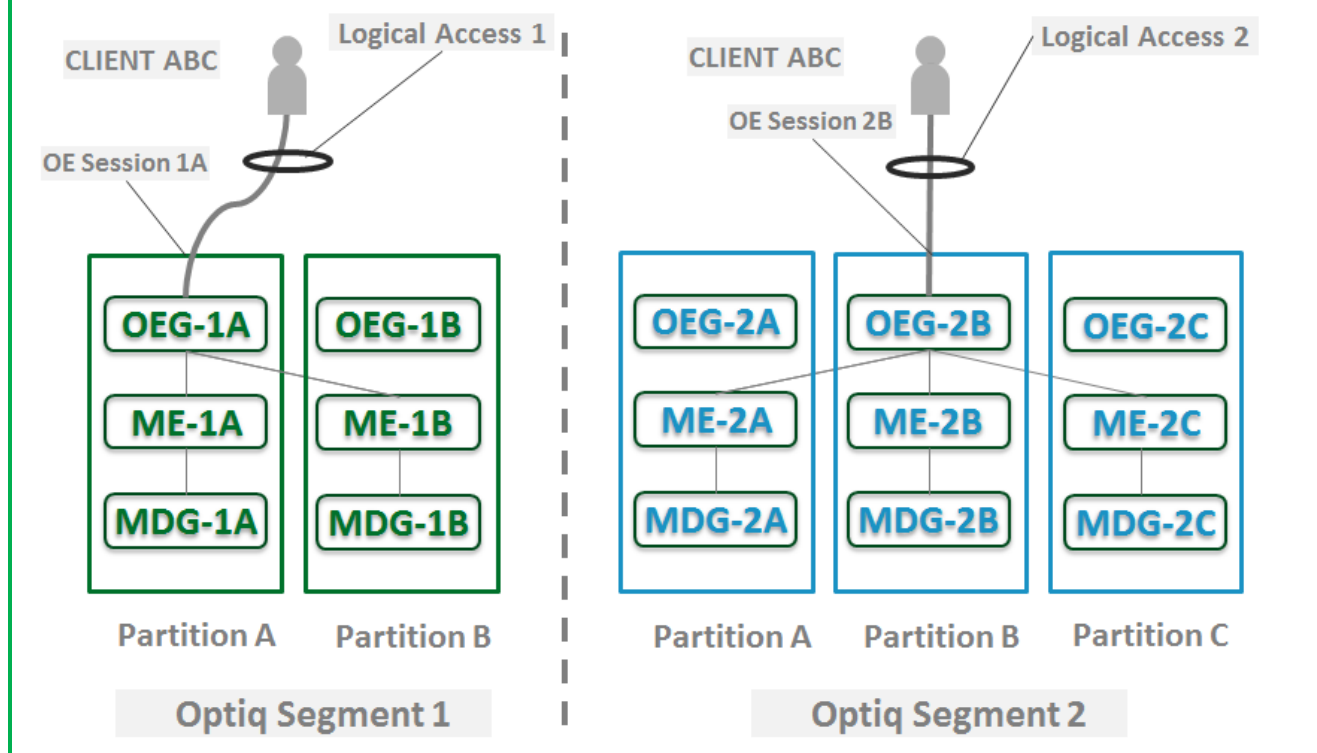 Logical Access 1
CLIENT ABC
OE Session 1A
OEG-1A
OEG-1B
ME-1A
ME-1B
MDG-1A
MDG-1B
Partition A
Partition B
Optiq Segment 1
Logical Access 2
CLIENT ABC
OE Session 2B
OEG-2A
OEG-2B
OEG-2C
ME-2A
ME-2B
ME-2C
MDG-2A
MDG-2B
MDG-2C
Partition A
Partition B
Partition C
Optiq Segment 2